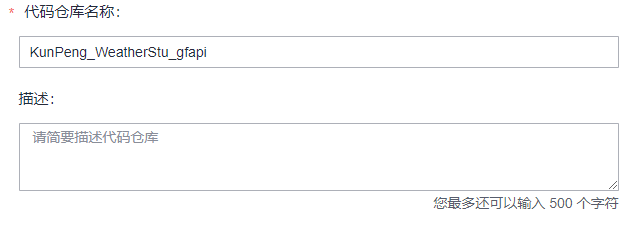 * 代码仓库名称：
KunPeng_WeatherStu_gfapi
描述：
请简要描述代码仓库
您最多还可以输入 500 个字符